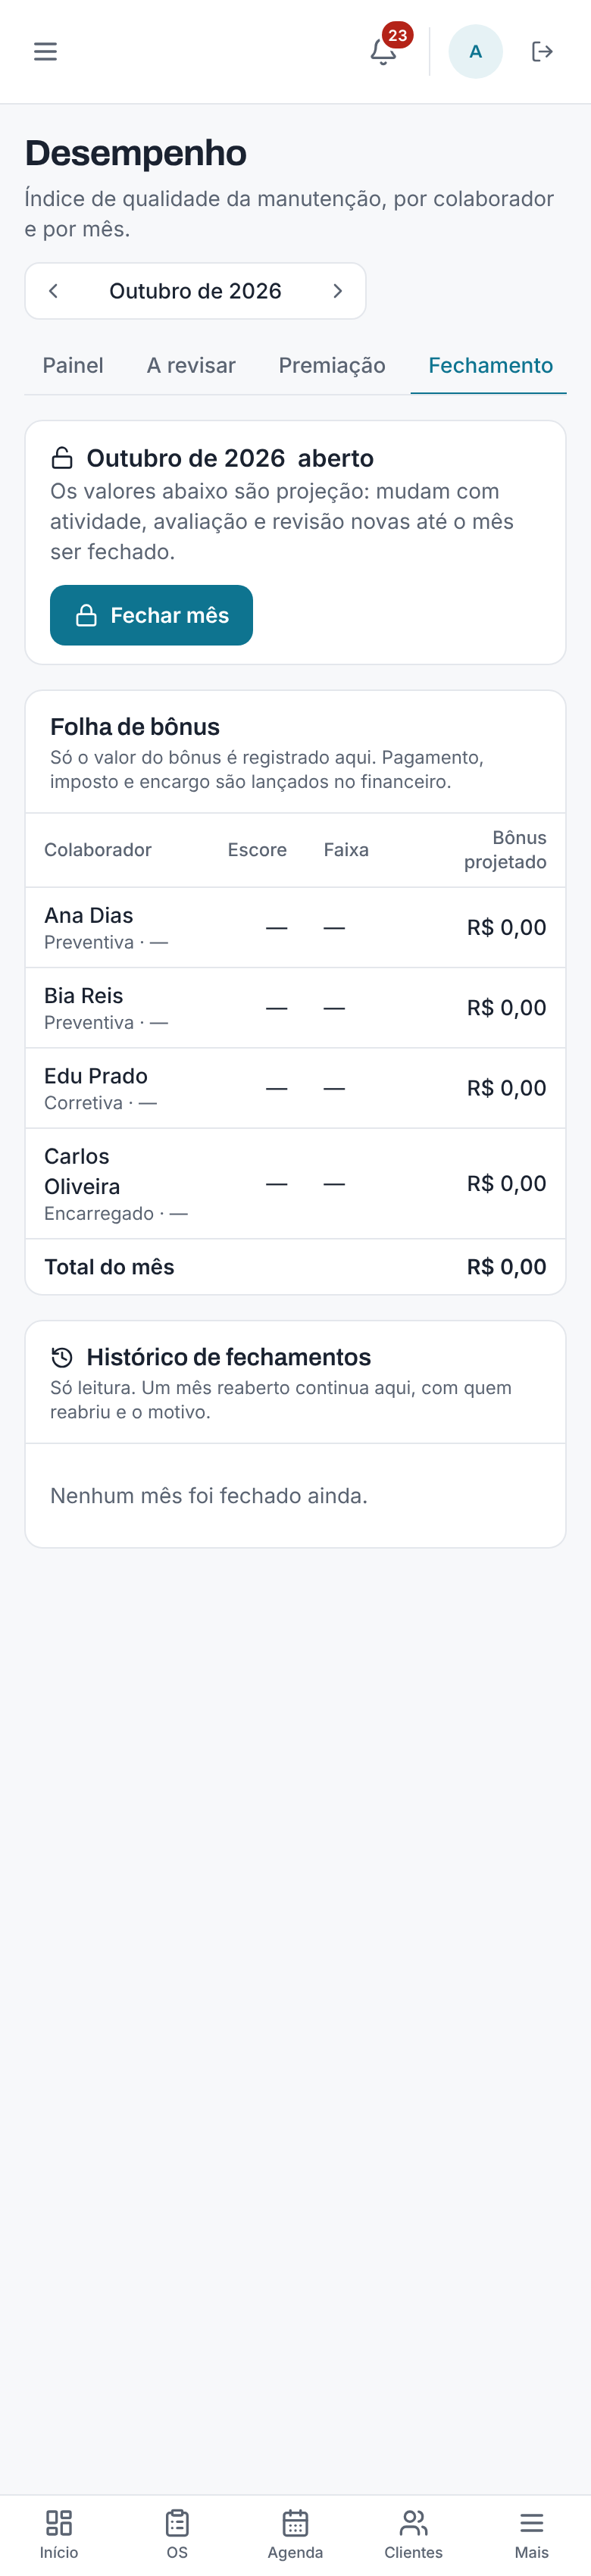 23
A
Desempenho
Índice de qualidade da manutenção, por colaborador
e por mês.
Outubro de 2026
Painel A revisar Premiação Fechamento
Outubro de 2026 aberto
Os valores abaixo são projeção: mudam com
atividade, avaliação e revisão novas até o mês
ser fechado.
Fechar mês
Folha de bônus
Só o valor do bônus é registrado aqui. Pagamento,
imposto e encargo são lançados no financeiro.
Colaborador Escore Faixa Bônus
projetado
Ana Dias
Preventiva · —
— — R$ 0,00
Bia Reis
Preventiva · —
— — R$ 0,00
Edu Prado
Corretiva · —
— — R$ 0,00
Carlos
Oliveira
Encarregado · —
— — R$ 0,00
Total do mês R$ 0,00
Histórico de fechamentos
Só leitura. Um mês reaberto continua aqui, com quem
reabriu e o motivo.
Nenhum mês foi fechado ainda.
Início OS Agenda Clientes Mais